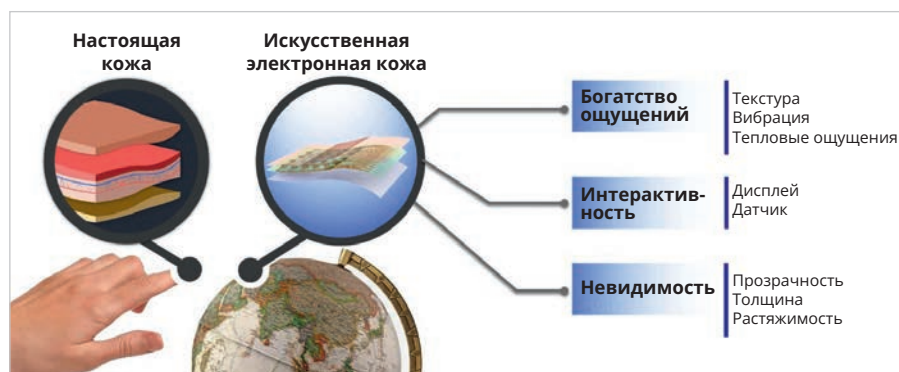 Настоящая
кожа
Искусственная
электронная кожа
Богатство
ощущений
Текстура
Вибрация
Тепловые ощущения
Интерактив-
ность
Дисплей
Датчик
Невидимость
Прозрачность
Толщина
Растяжимость